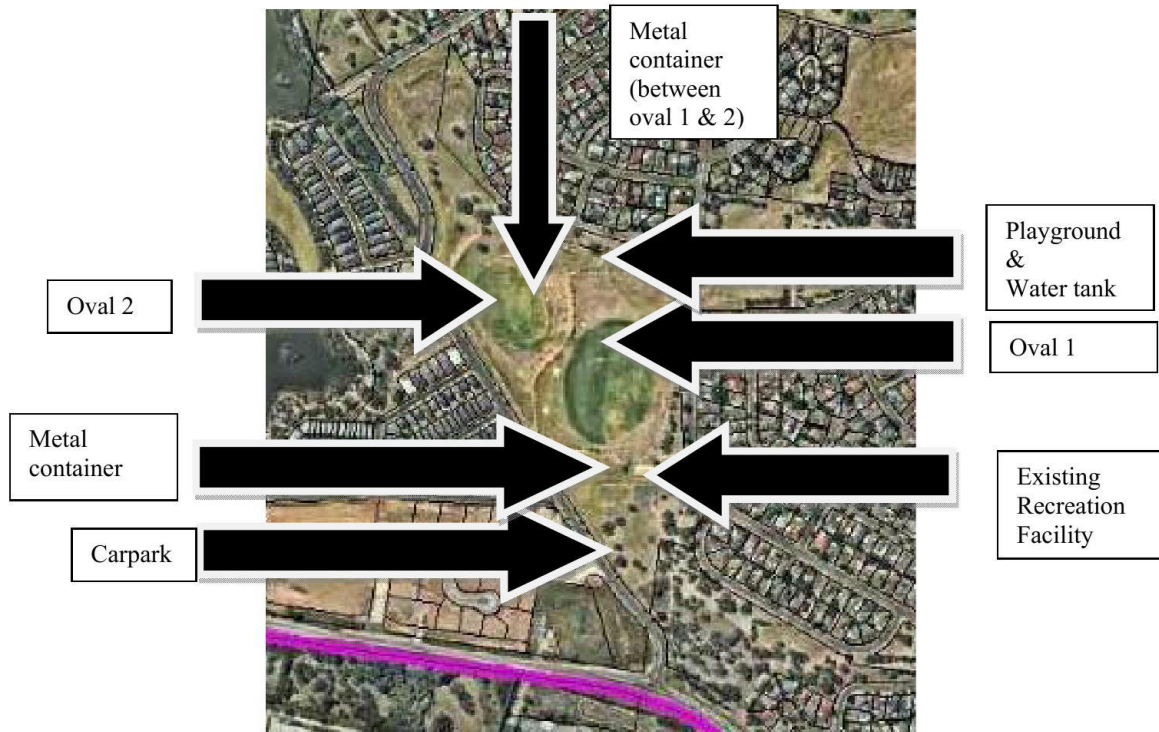 Metal
container
(between
oval 1 & 2)
Playground
&
Water tank
Oval 2
Oval 1
Metal
container
Existing
Recreation
Facility
Carpark